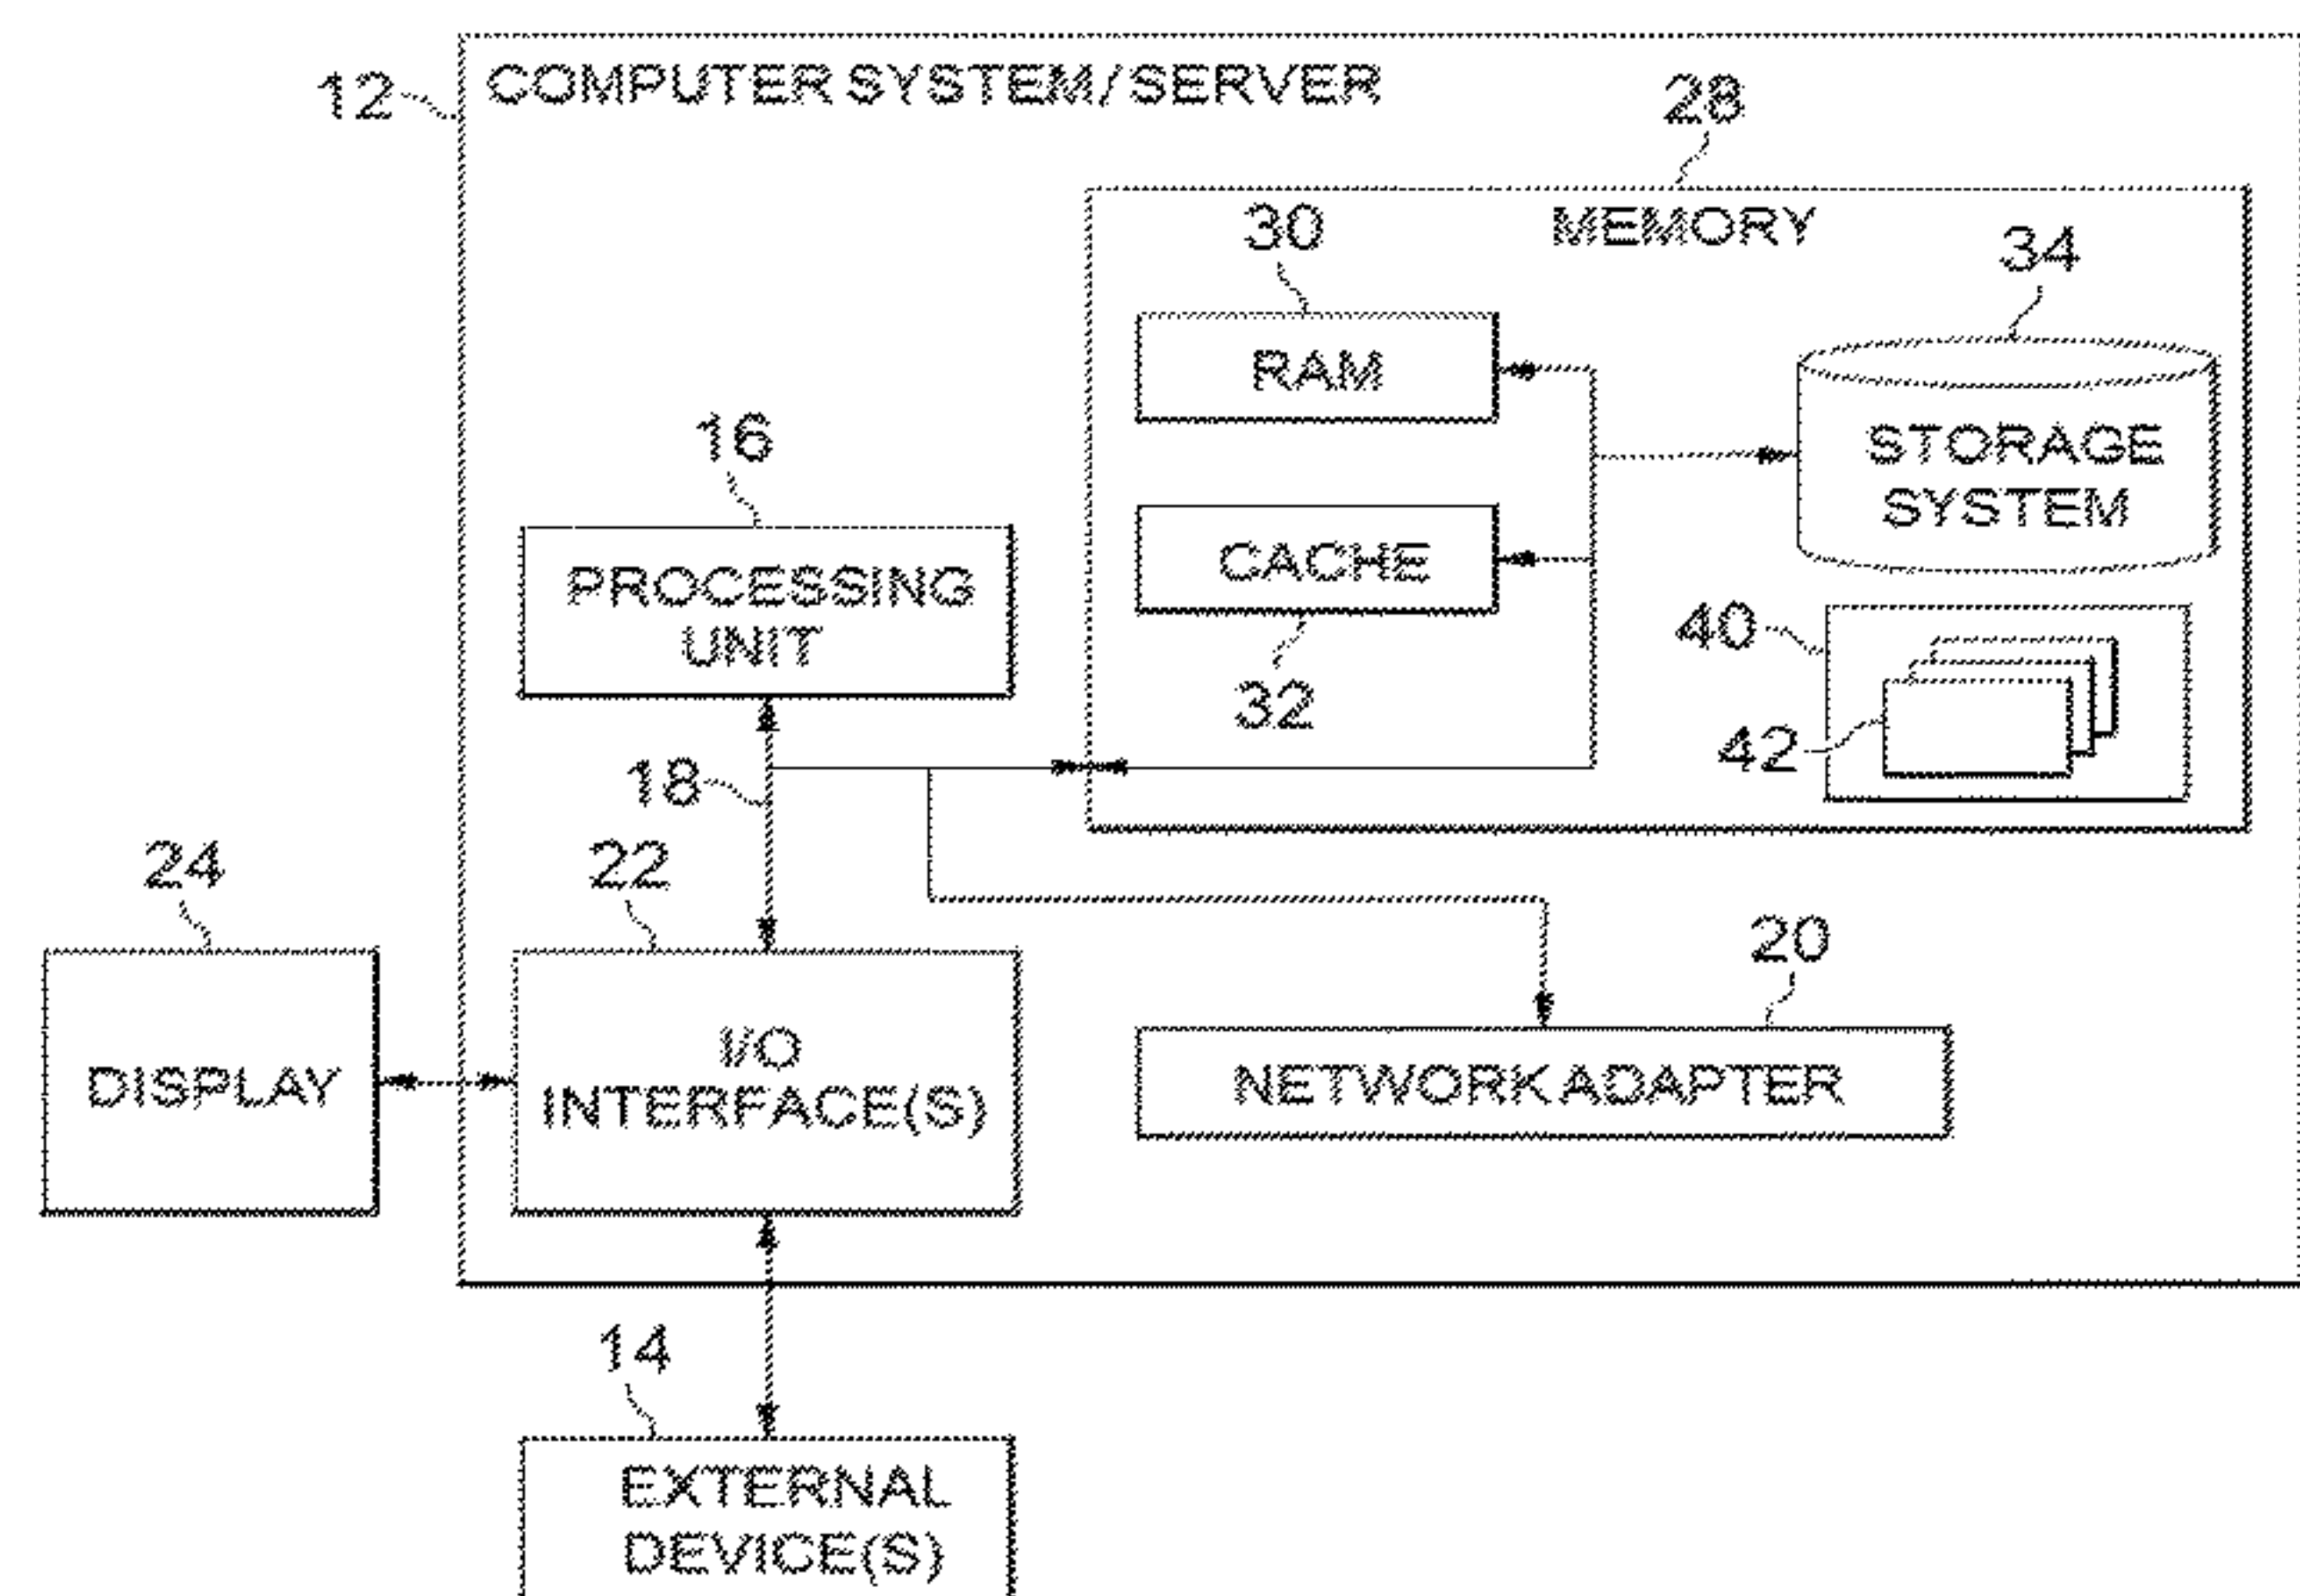 12
COMPUTER SYSTEM / SERVER
28
MEMORY
30
34
RAM
STORAGE
SYSTEM
16
PROCESSING
UNIT
CACHE
32
40
42
18
24
22
20
DISPLAY
I/O
INTERFACE(S)
NETWORK ADAPTER
14
EXTERNAL
DEVICE(S)